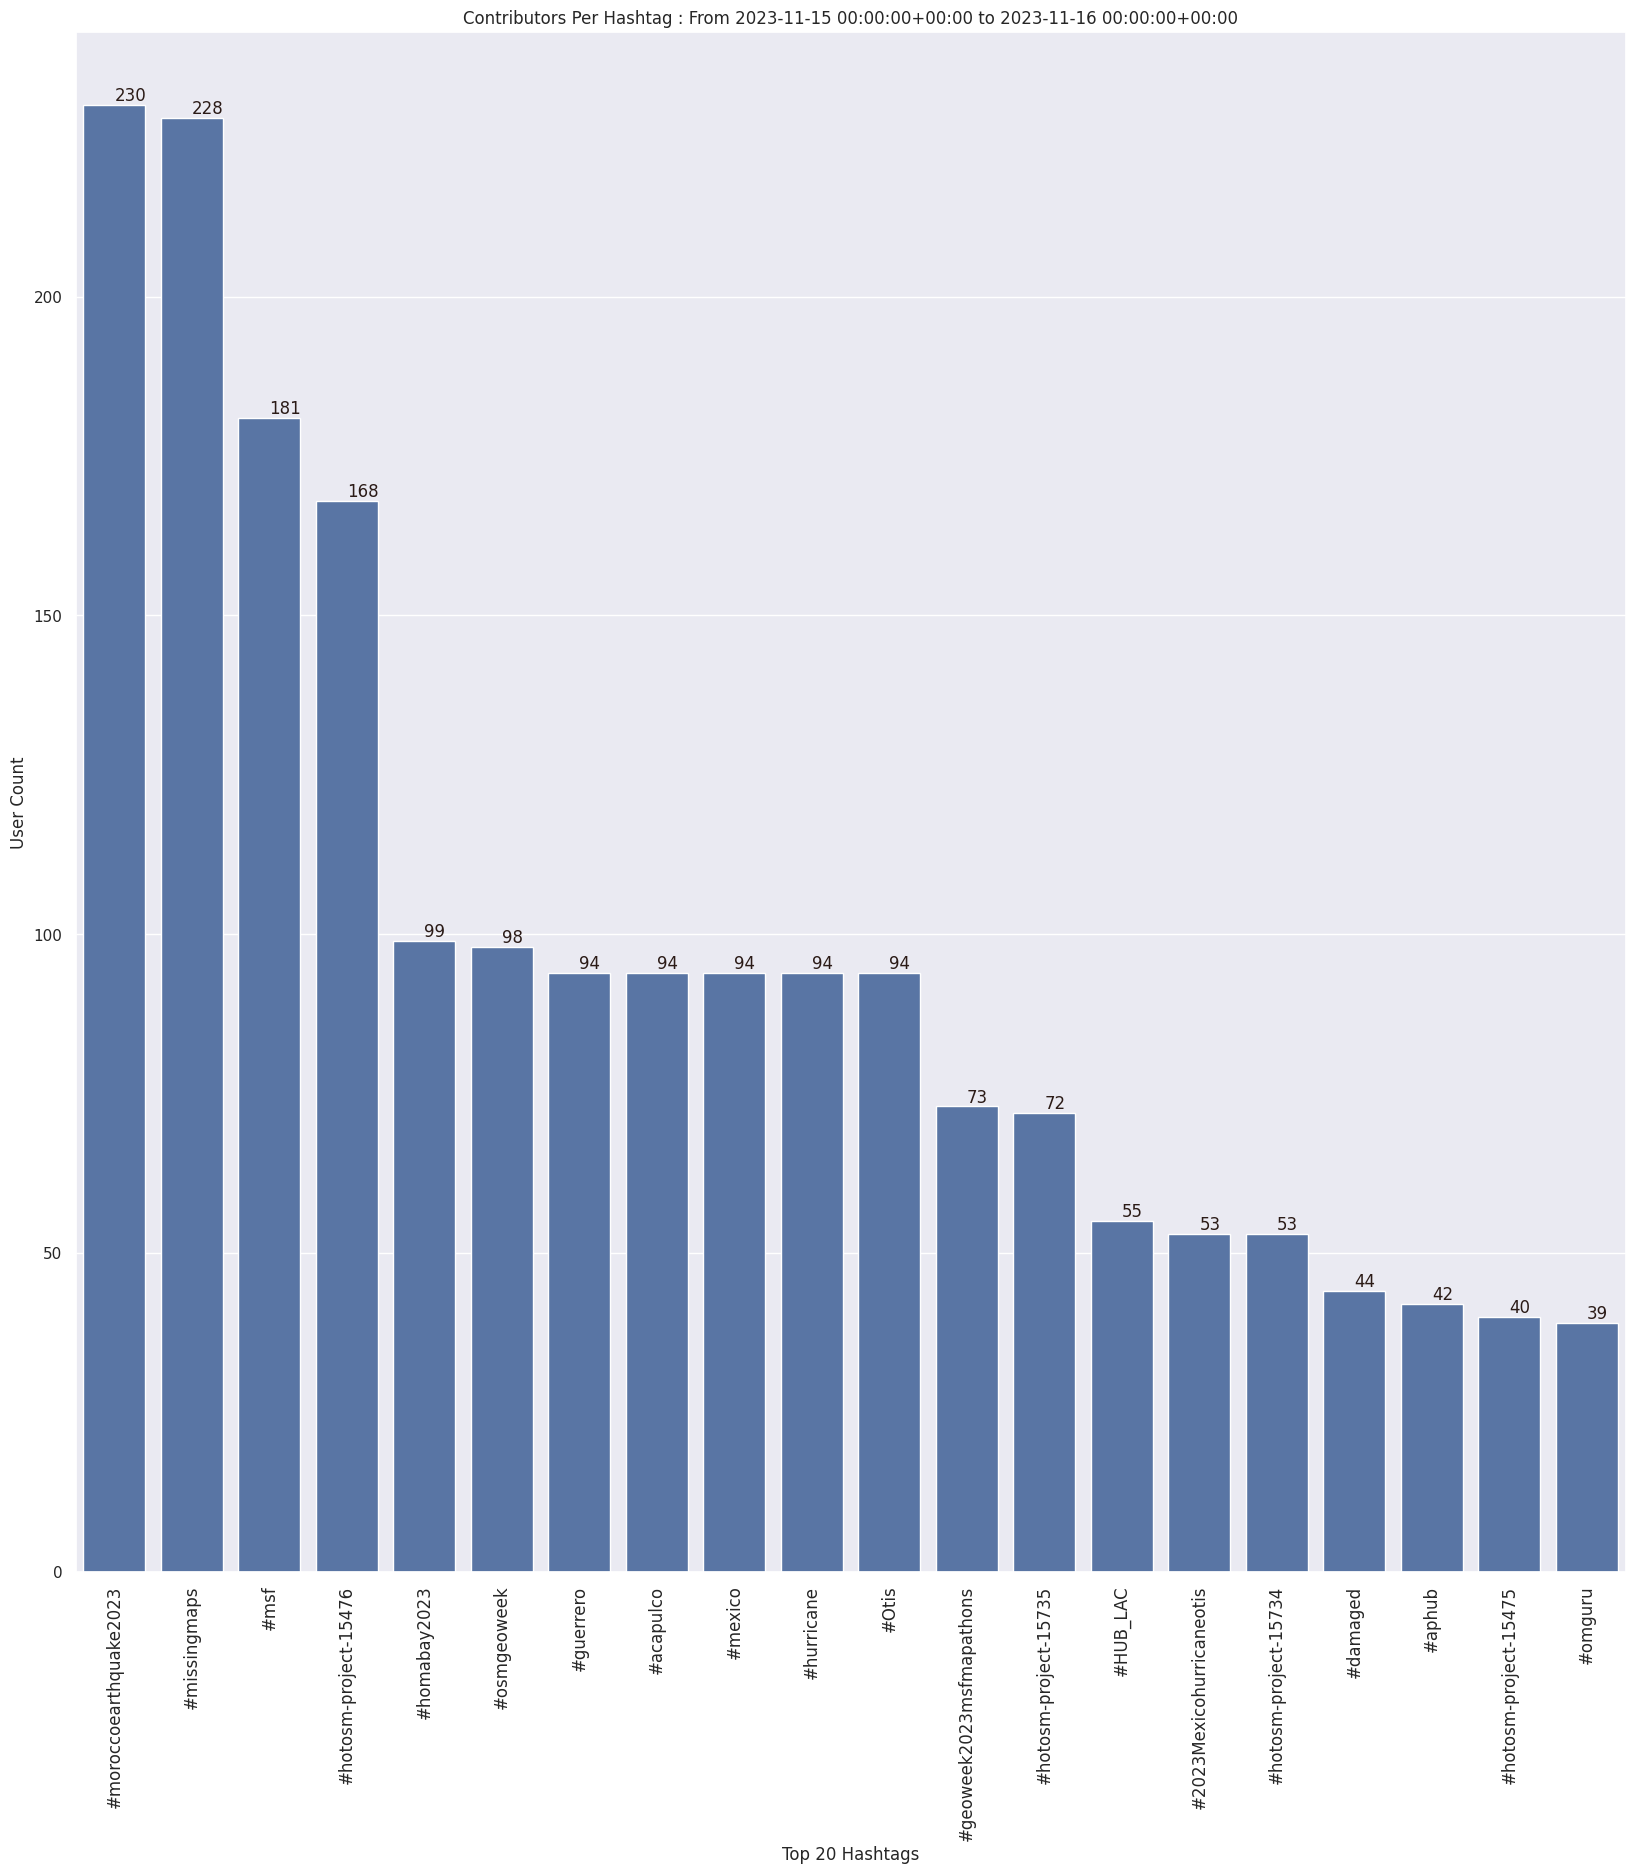 Contributors Per Hashtag : From 2023-11-15 00:00:00+00:00 to 2023-11-16 00:00:00+00:00
User Count
200
150
100
50
0
230
228
181
168
99
98
94
94
94
94
94
73
72
55
53
53
44
42
40
39
#moroccoearthquake2023
#missingmaps
#msf
#hotosm-project-15476
#homabay2023
#osmgeoweek
#guerrero
#acapulco
#mexico
#hurricane
#Otis
#geoweek2023msfmapathons
#hotosm-project-15735
#HUB_LAC
#2023Mexicohurricaneotis
#hotosm-project-15734
#damaged
#aphub
#hotosm-project-15475
#omguru
Top 20 Hashtags